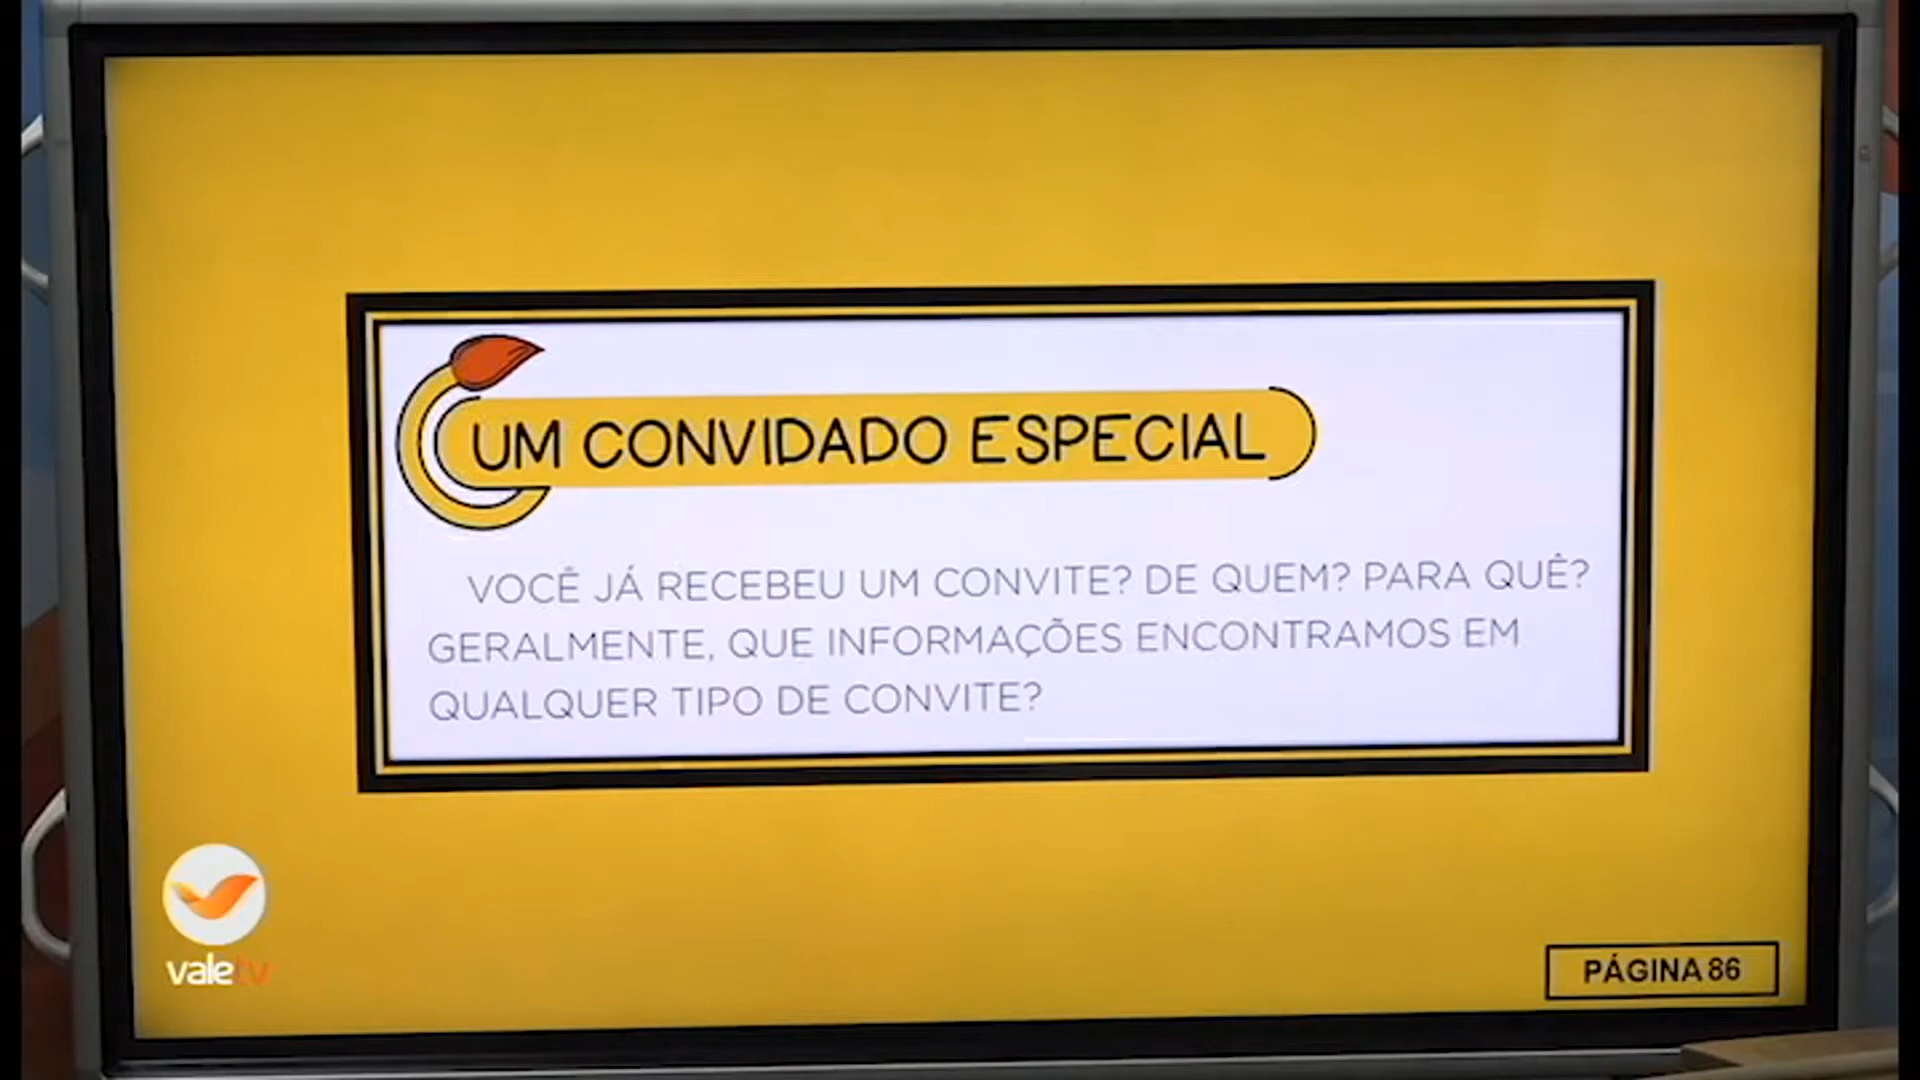 UM CONVIDADO ESPECIAL
VOCÊ JÁ RECEBEU UM CONVITE? DE QUEM? PARA QUÊ?
GERALMENTE, QUE INFORMAÇÕES ENCONTRAMOS EM
QUALQUER TIPO DE CONVITE?
valetv
PÁGINA 86